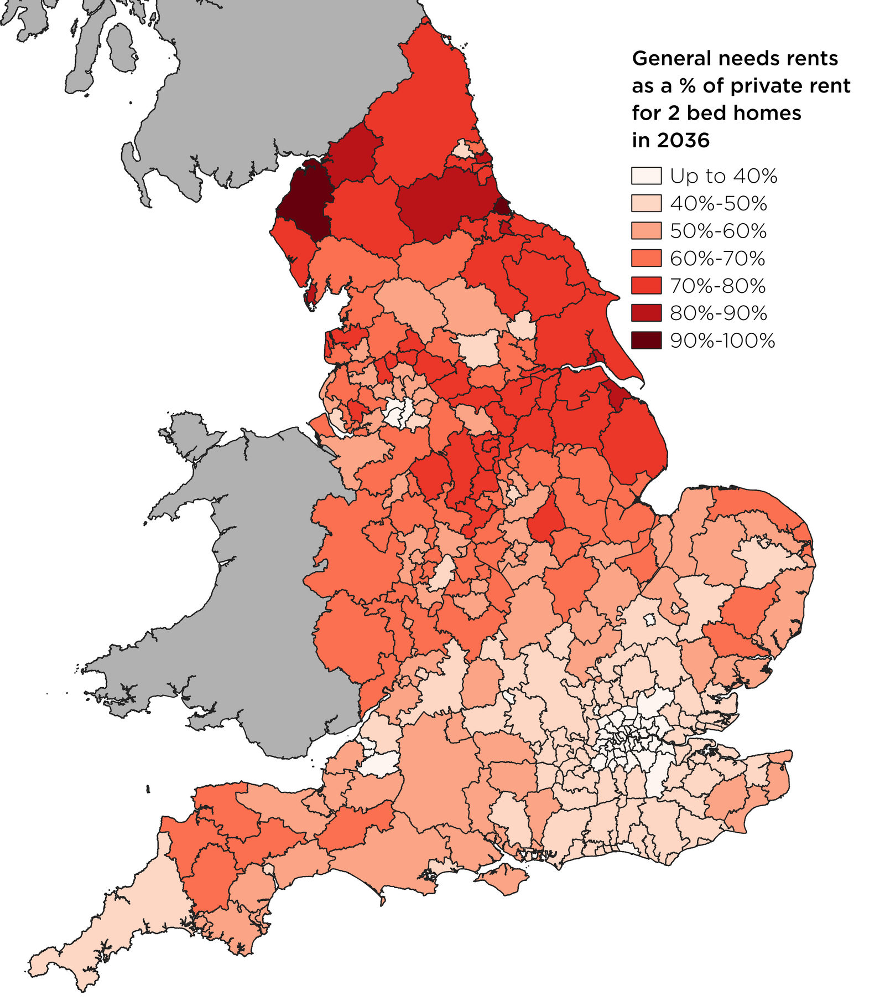 General needs rents
as a % of private rent
for 2 bed homes
in 2036
Up to 40%
40%-50%
50%-60%
60%-70%
70%-80%
80%-90%
90%-100%